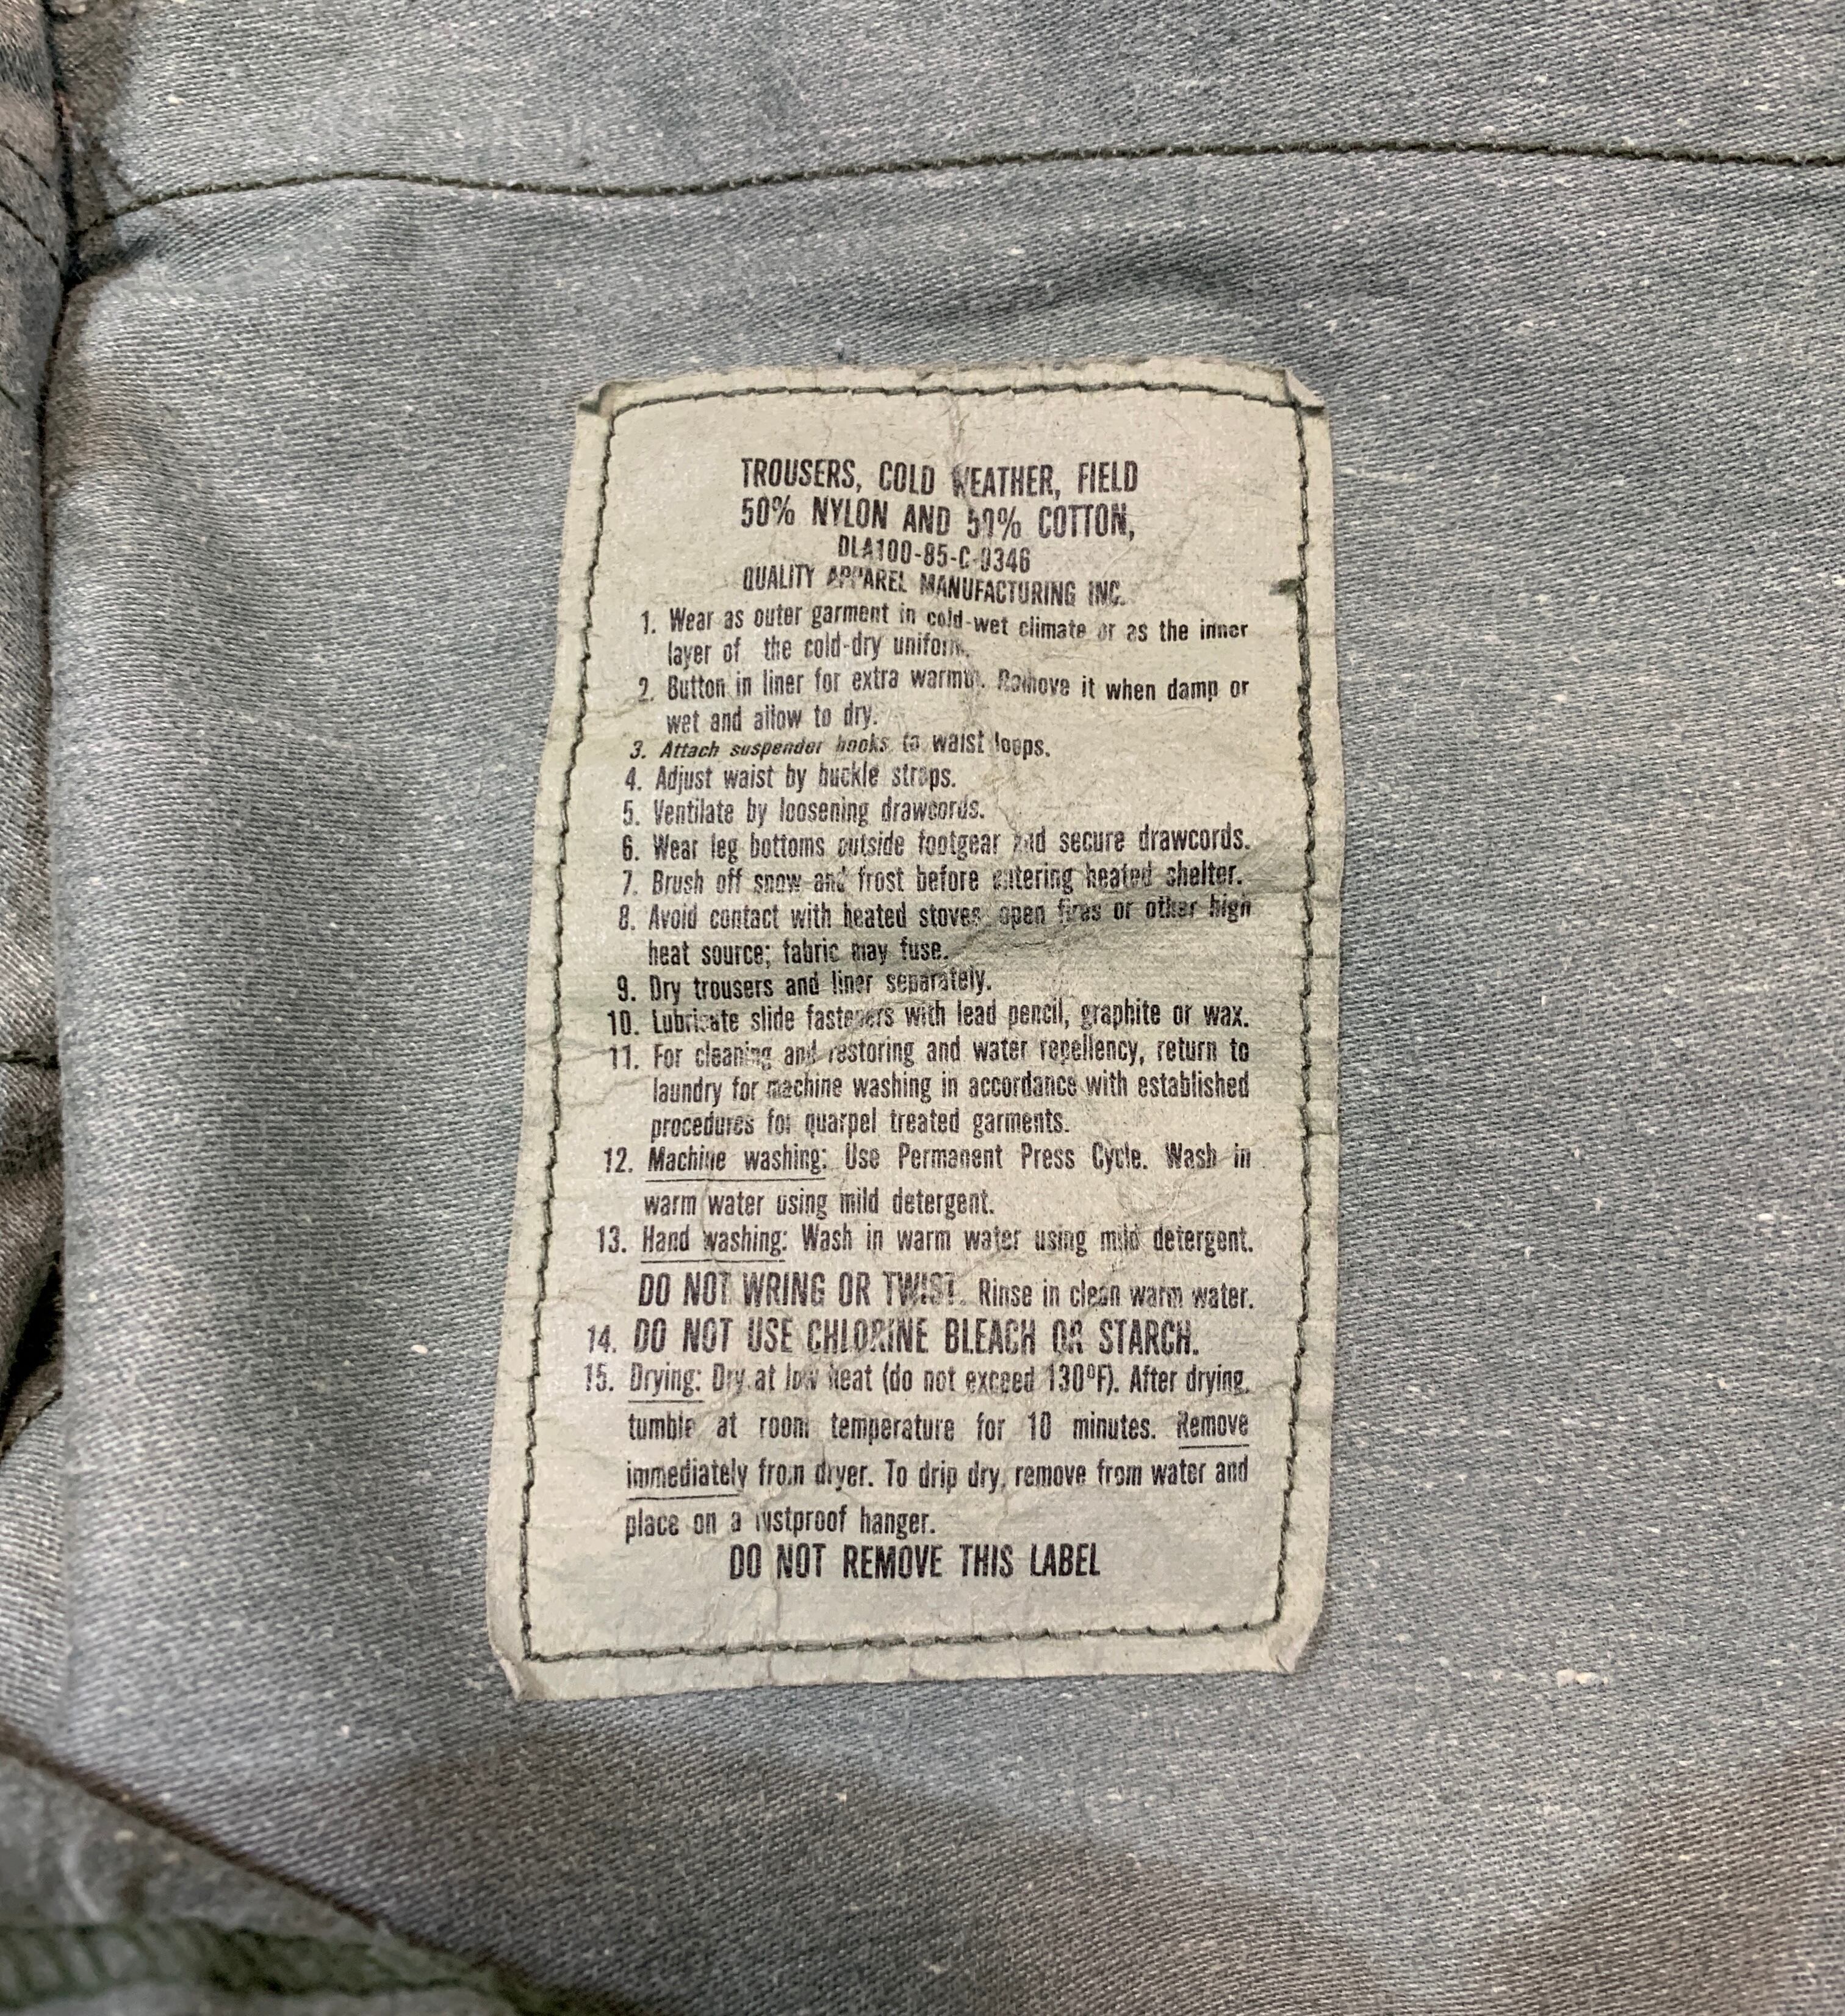 TROUSERS, COLD WEATHER, FIELD
50% NYLON AND 50% COTTON,
DLA100-85-C-0346
QUALITY APPAREL MANUFACTURING INC.
1. Wear as outer garment in cold-wet climate or as the inner
layer of the cold-dry uniform.
2. Button in liner for extra warmth. Remove it when damp or
wet and allow to dry.
3. Attach suspender hooks to waist loops.
4. Adjust waist by buckle straps.
5. Ventilate by loosening drawcords.
6. Wear leg bottoms outside footgear and secure drawcords.
7. Brush off snow and frost before entering heated shelter.
8. Avoid contact with heated stoves, open fires or other high
heat source; fabric may fuse.
9. Dry trousers and liner separately.
10. Lubricate slide fasteners with lead pencil, graphite or wax.
11. For cleaning and restoring and water repellency, return to
laundry for machine washing in accordance with established
procedures for quarpel treated garments.
12. Machine washing: Use Permanent Press Cycle. Wash in
warm water using mild detergent.
13. Hand washing: Wash in warm water using mild detergent.
DO NOT WRING OR TWIST. Rinse in clean warm water.
14. DO NOT USE CHLORINE BLEACH OR STARCH.
15. Drying: Dry at low heat (do not exceed 130ºF). After drying,
tumble at room temperature for 10 minutes. Remove
immediately from dryer. To drip dry, remove from water and
place on a rustproof hanger.
DO NOT REMOVE THIS LABEL